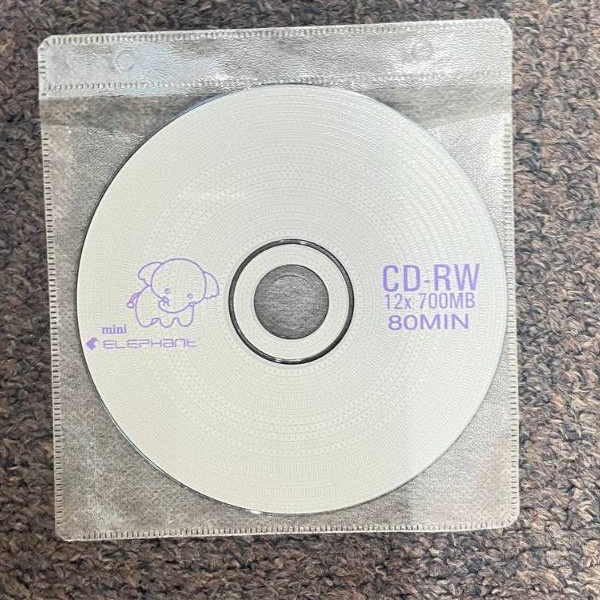 mini
ELEPHANT
CD-RW
12x 700MB
80MIN